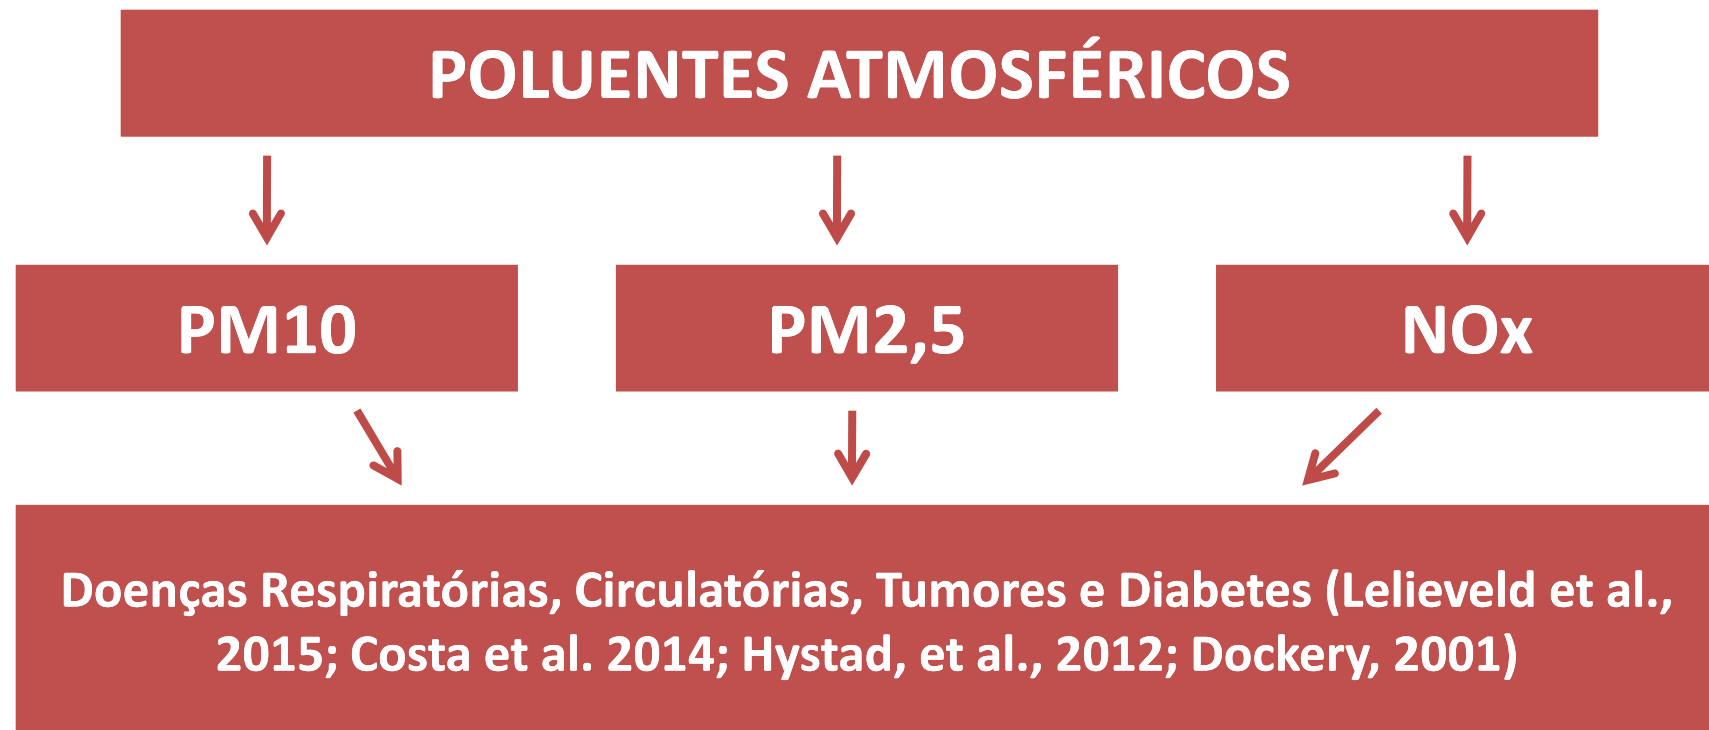 POLUENTES ATMOSFÉRICOS
PM10
PM2,5
NOx
Doenças Respiratórias, Circulatórias, Tumores e Diabetes (Lelieveld et al.,
2015; Costa et al. 2014; Hystad, et al., 2012; Dockery, 2001)